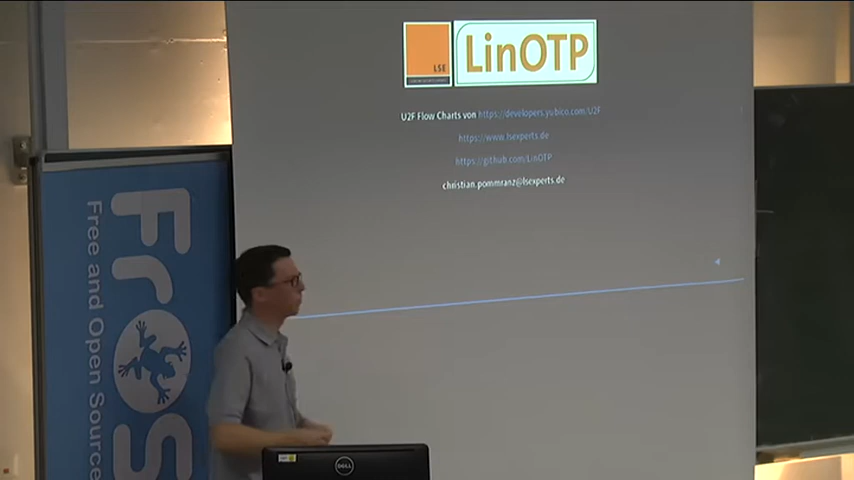 LSE
LinOTP
U2F Flow Charts von https://developers.yubico.com/U2F
https://www.lsexperts.de
https://github.com/LinOTP
christian.pommranz@lsexperts.de
FrOS
Free and Open Source
DELL